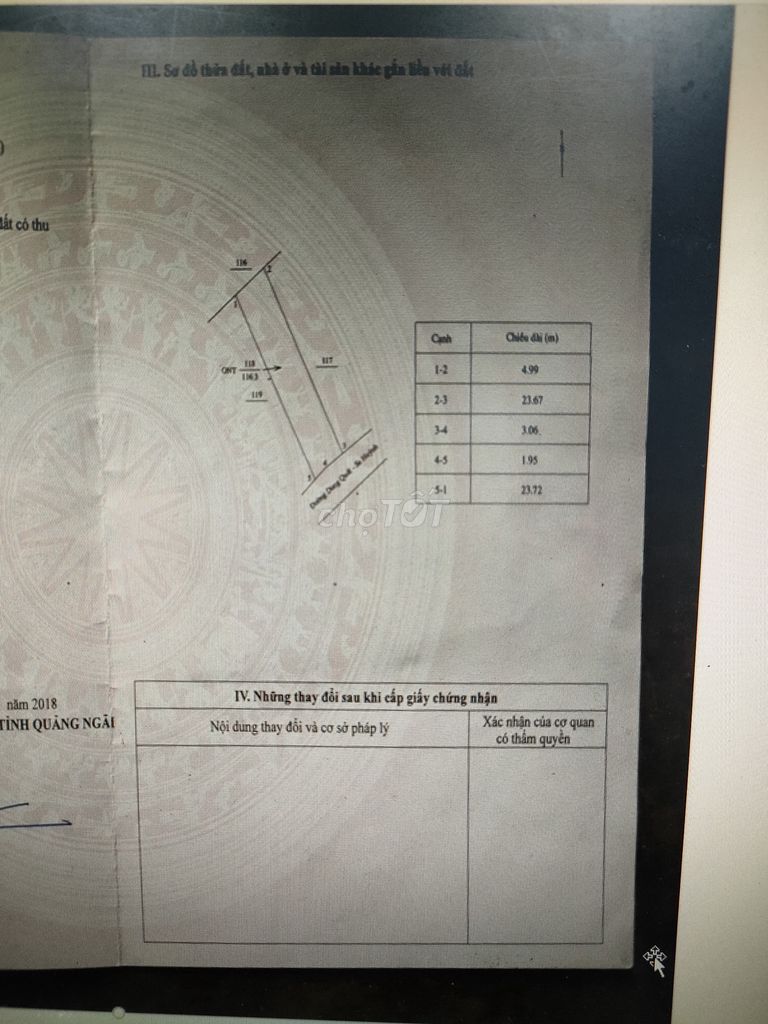 III. Sơ đồ thửa đất, nhà ở và tài sản khác gắn liền với đất
)
đất có thu
116
2
1
ONT 118
116.3
117
119
3
4
5
Đường Dung Quất - Sa Huỳnh
Cạnh Chiều dài (m)
1-2 4.99
2-3 23.67
3-4 3.06
4-5 1.95
5-1 23.72
chợTỐT
năm 2018
TỈNH QUẢNG NGÃI
IV. Những thay đổi sau khi cấp giấy chứng nhận
Nội dung thay đổi và cơ sở pháp lý
Xác nhận của cơ quan
có thẩm quyền